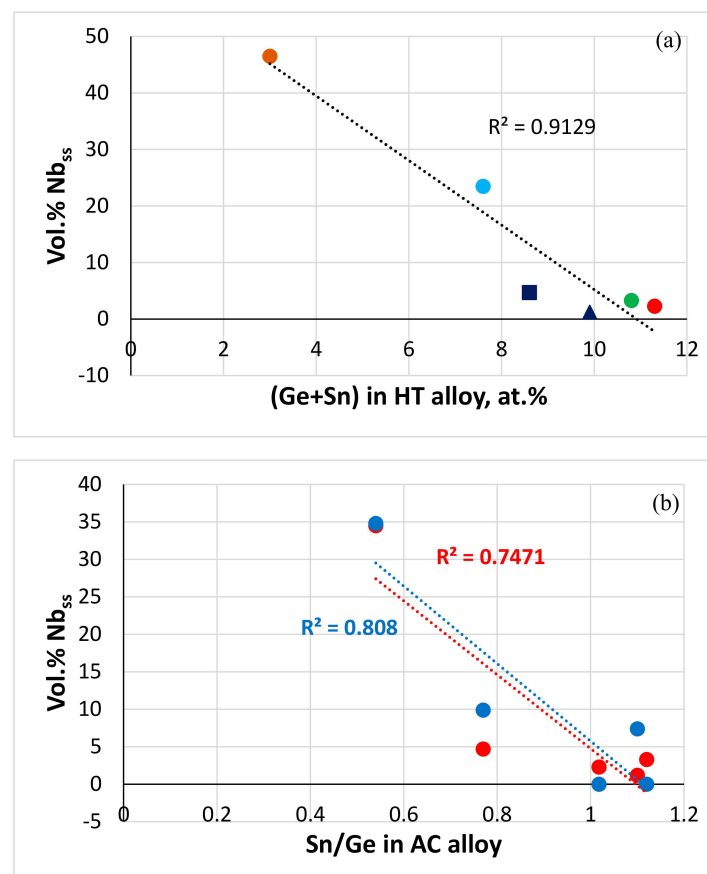 (a)
50
40
30
20
10
0
-10
R² = 0.9129
0 2 4 6 8 10 12
Vol.% Nbss
(Ge+Sn) in HT alloy, at.%
(b)
40
35
30
25
20
15
10
5
0
-5
R² = 0.7471
R² = 0.808
0 0.2 0.4 0.6 0.8 1 1.2
Vol.% Nbss
Sn/Ge in AC alloy